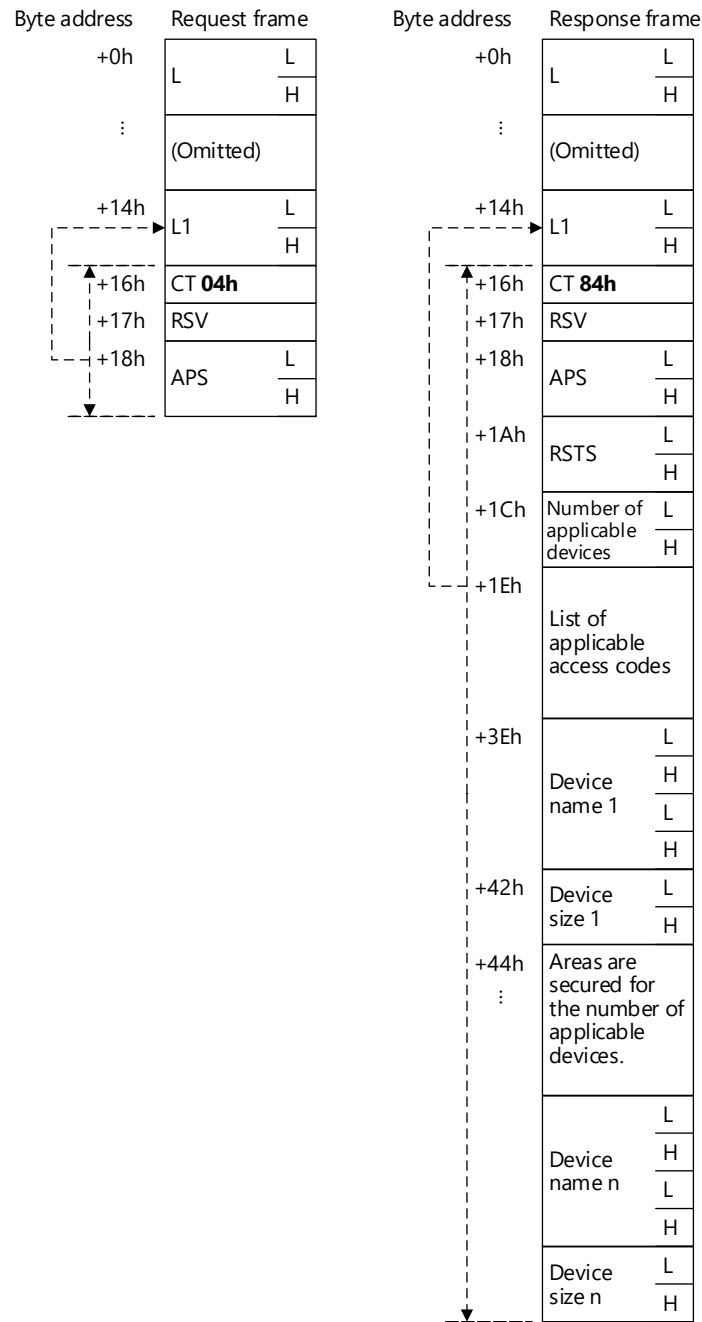 Byte address Request frame
+0h L L
H
⋮ (Omitted)
+14h L1 L
H
+16h CT 04h
+17h RSV
+18h APS L
H
Byte address Response frame
+0h L L
H
⋮ (Omitted)
+14h L1 L
H
+16h CT 84h
+17h RSV
+18h APS L
H
+1Ah RSTS L
H
+1Ch Number of L
applicable
devices H
+1Eh
List of
applicable
access codes
+3Eh L
H
Device
name 1 L
H
+42h Device L
size 1 H
+44h Areas are
⋮ secured for
the number of
applicable
devices.
L
Device H
name n L
H
Device L
size n H